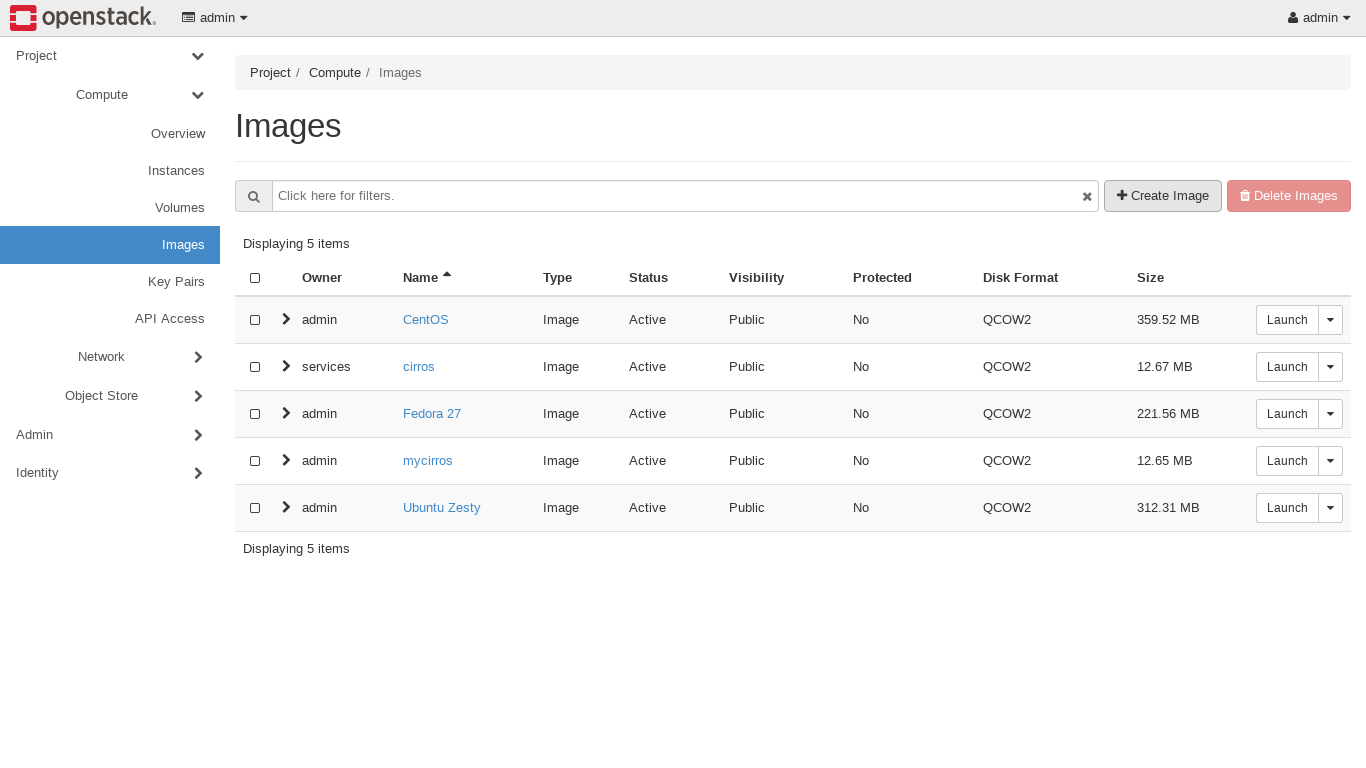 openstack. admin admin
Project
Compute
Overview
Instances
Volumes
Images
Key Pairs
API Access
Network
Object Store
Admin
Identity
Project / Compute / Images
Images
Click here for filters. Create Image Delete Images
Displaying 5 items
Owner Name Type Status Visibility Protected Disk Format Size
admin CentOS Image Active Public No QCOW2 359.52 MB Launch
services cirros Image Active Public No QCOW2 12.67 MB Launch
admin Fedora 27 Image Active Public No QCOW2 221.56 MB Launch
admin mycirros Image Active Public No QCOW2 12.65 MB Launch
admin Ubuntu Zesty Image Active Public No QCOW2 312.31 MB Launch
Displaying 5 items